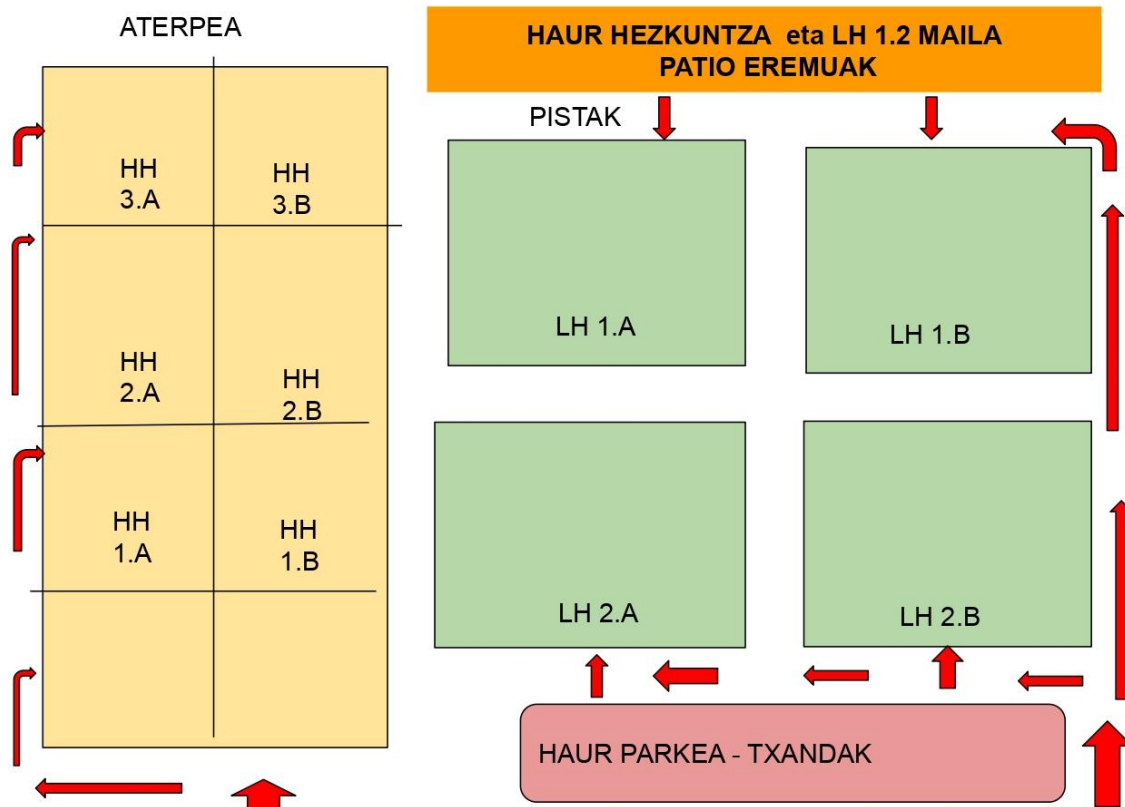 ATERPEA
HAUR HEZKUNTZA eta LH 1.2 MAILA
PATIO EREMUAK
PISTAK
HH
3.A
HH
3.B
LH 1.A
LH 1.B
HH
2.A
HH
2.B
HH
1.A
HH
1.B
LH 2.A
LH 2.B
HAUR PARKEA - TXANDAK